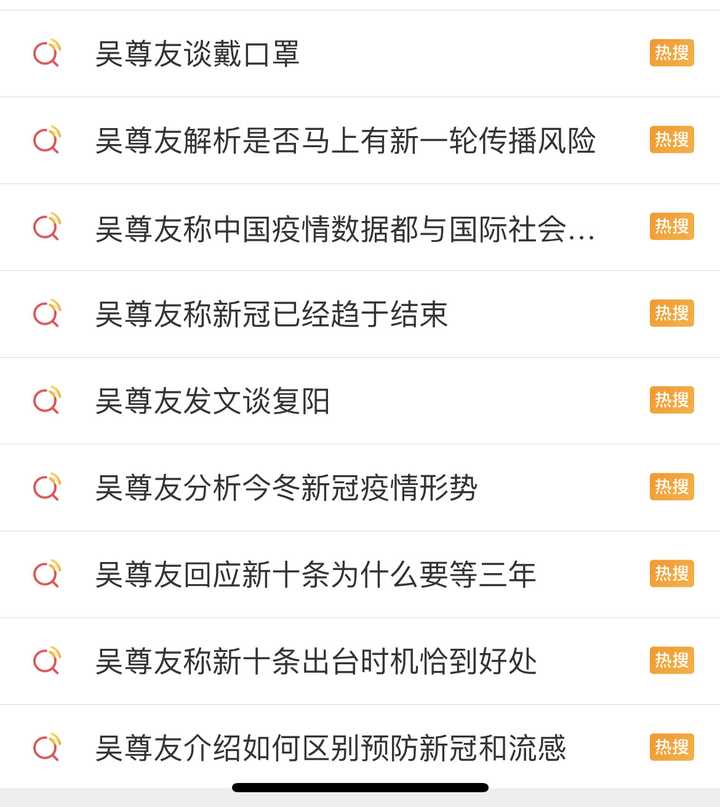 吴尊友谈戴口罩 热搜
吴尊友解析是否马上有新一轮传播风险 热搜
吴尊友称中国疫情数据都与国际社会... 热搜
吴尊友称新冠已经趋于结束 热搜
吴尊友发文谈复阳 热搜
吴尊友分析今冬新冠疫情形势 热搜
吴尊友回应新十条为什么要等三年 热搜
吴尊友称新十条出台时机恰到好处 热搜
吴尊友介绍如何区别预防新冠和流感 热搜